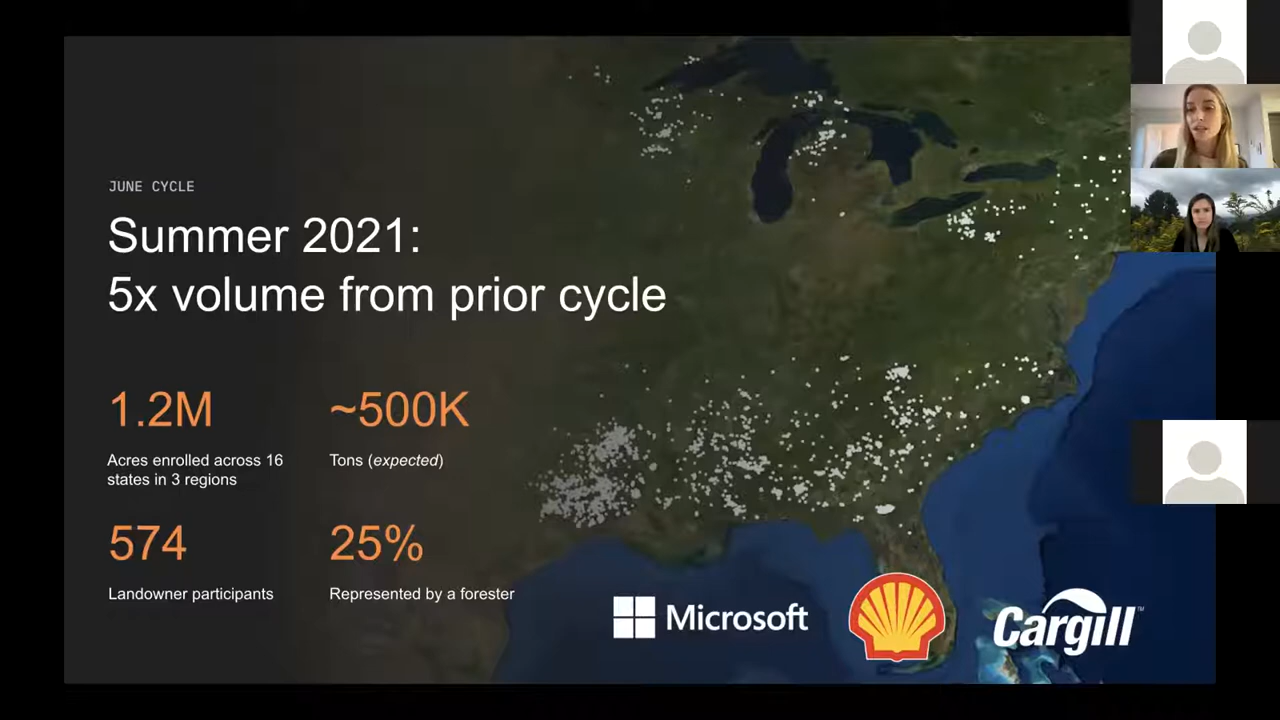 JUNE CYCLE
Summer 2021:
5x volume from prior cycle
1.2M
Acres enrolled across 16
states in 3 regions
~500K
Tons (expected)
574
Landowner participants
25%
Represented by a forester
Microsoft
Cargill™